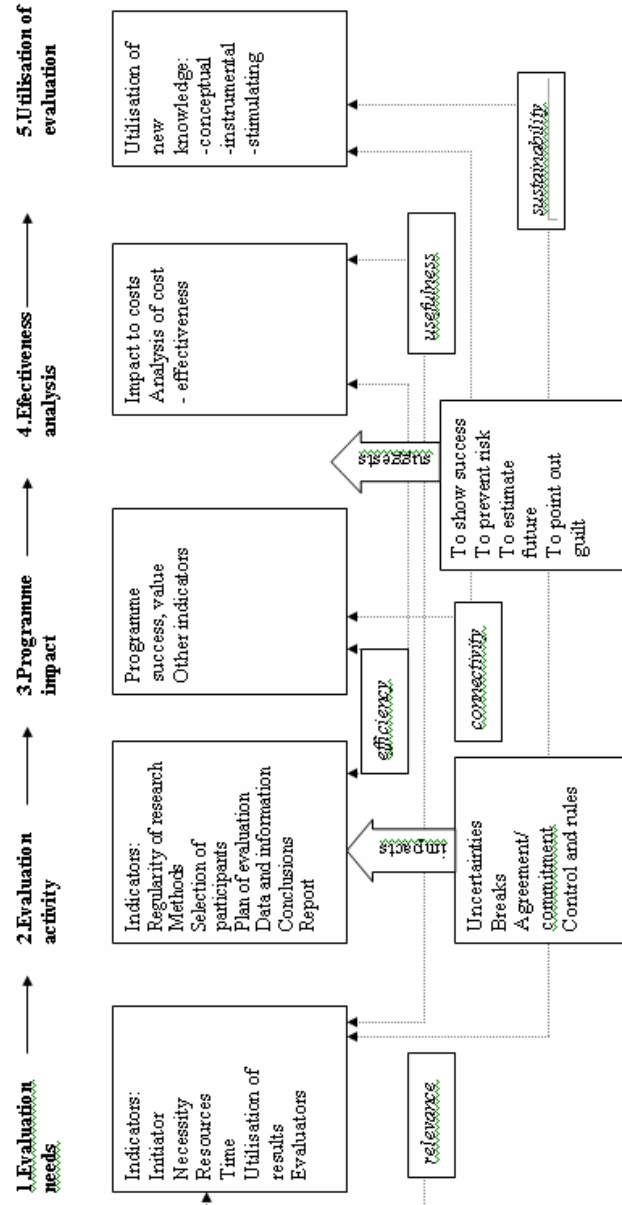 1.Evaluation
needs
2.Evaluation
activity
3.Programme
impact
4.Efectiveness
analysis
5.Utilisation of
evaluation
Indicators:
Initiator
Necessity
Resources
Time
Utilisation of
results
Evaluators
Indicators:
Regularity of research
Methods
Selection of
participants
Plan of evaluation
Data and information
Conclusions
Report
Programme
success, value
Other indicators
Impact to costs
Analysis of cost
- effectiveness
Utilisation of
new
knowledge:
-conceptual
-instrumental
-stimulating
relevance
efficiency
connectivity
usefulness
sustainability
impacts
suggests
Uncertainties
Breaks
Agreement/
commitment
Control and rules
To show success
To prevent risk
To estimate
future
To point out
guilt